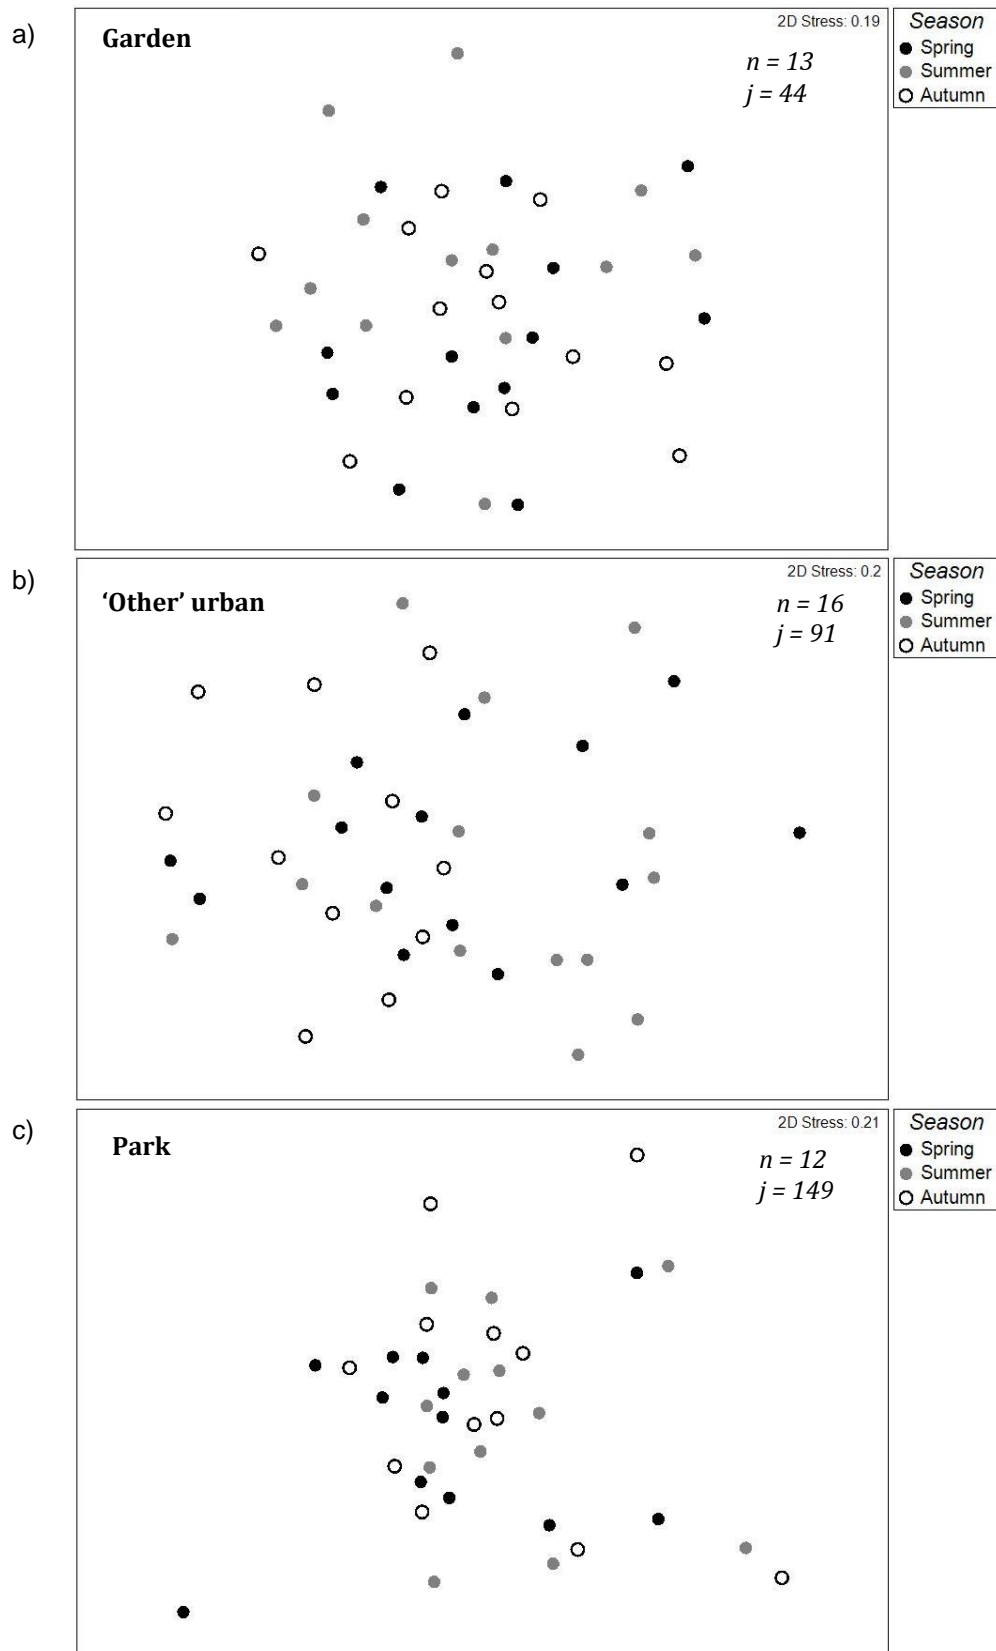 a)
Garden
2D Stress: 0.19
n = 13
j = 44
Season
Spring
Summer
Autumn
b)
‘Other’ urban
2D Stress: 0.2
n = 16
j = 91
Season
Spring
Summer
Autumn
c)
Park
2D Stress: 0.21
n = 12
j = 149
Season
Spring
Summer
Autumn